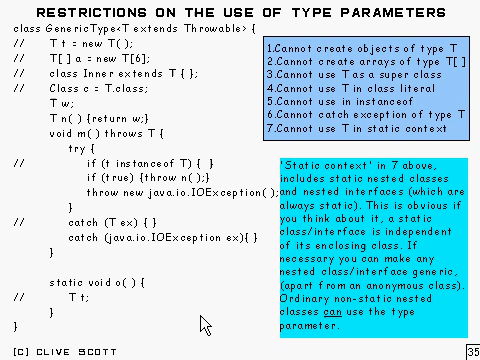 RESTRICTIONS ON THE USE OF TYPE PARAMETERS
class GenericType<T extends Throwable> {
// T t = new T( );
// T[ ] a = new T[6];
// class Inner extends T { };
// Class c = T.class;
T w;
T n( ) {return w;}
void m( ) throws T {
try {
// if (t instanceof T) { }
if (true) {throw n( );}
throw new java.io.IOException( );
}
// catch (T ex) { }
catch (java.io.IOException ex){ }
}
static void o( ) {
// T t;
}
}
1.Cannot create objects of type T
2.Cannot create arrays of type T[ ]
3.Cannot use T as a super class
4.Cannot use T in class literal
5.Cannot use in instanceof
6.Cannot catch exception of type T
7.Cannot use T in static context
'Static context' in 7 above,
includes static nested classes
and nested interfaces (which are
always static). This is obvious if
you think about it, a static
class/interface is independent
of its enclosing class. If
necessary you can make any
nested class/interface generic,
(apart from an anonymous class).
Ordinary non-static nested
classes can use the type
parameter.
[C] CLIVE SCOTT
35